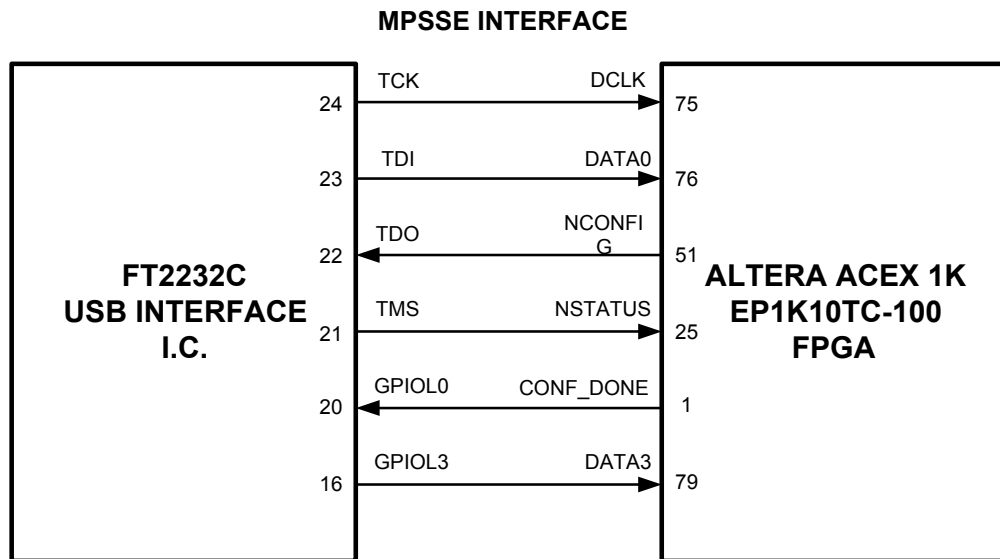 MPSSE INTERFACE
24 TCK DCLK 75
23 TDI DATA0 76
22 TDO NCONFI
G 51
21 TMS NSTATUS 25
20 GPIOL0 CONF_DONE 1
16 GPIOL3 DATA3 79
FT2232C
USB INTERFACE
I.C.
ALTERA ACEX 1K
EP1K10TC-100
FPGA